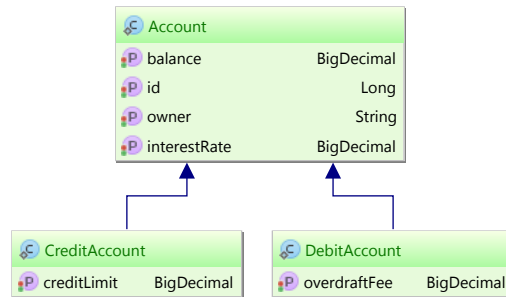 Account
balance BigDecimal
id Long
owner String
interestRate BigDecimal
CreditAccount
creditLimit BigDecimal
DebitAccount
overdraftFee BigDecimal